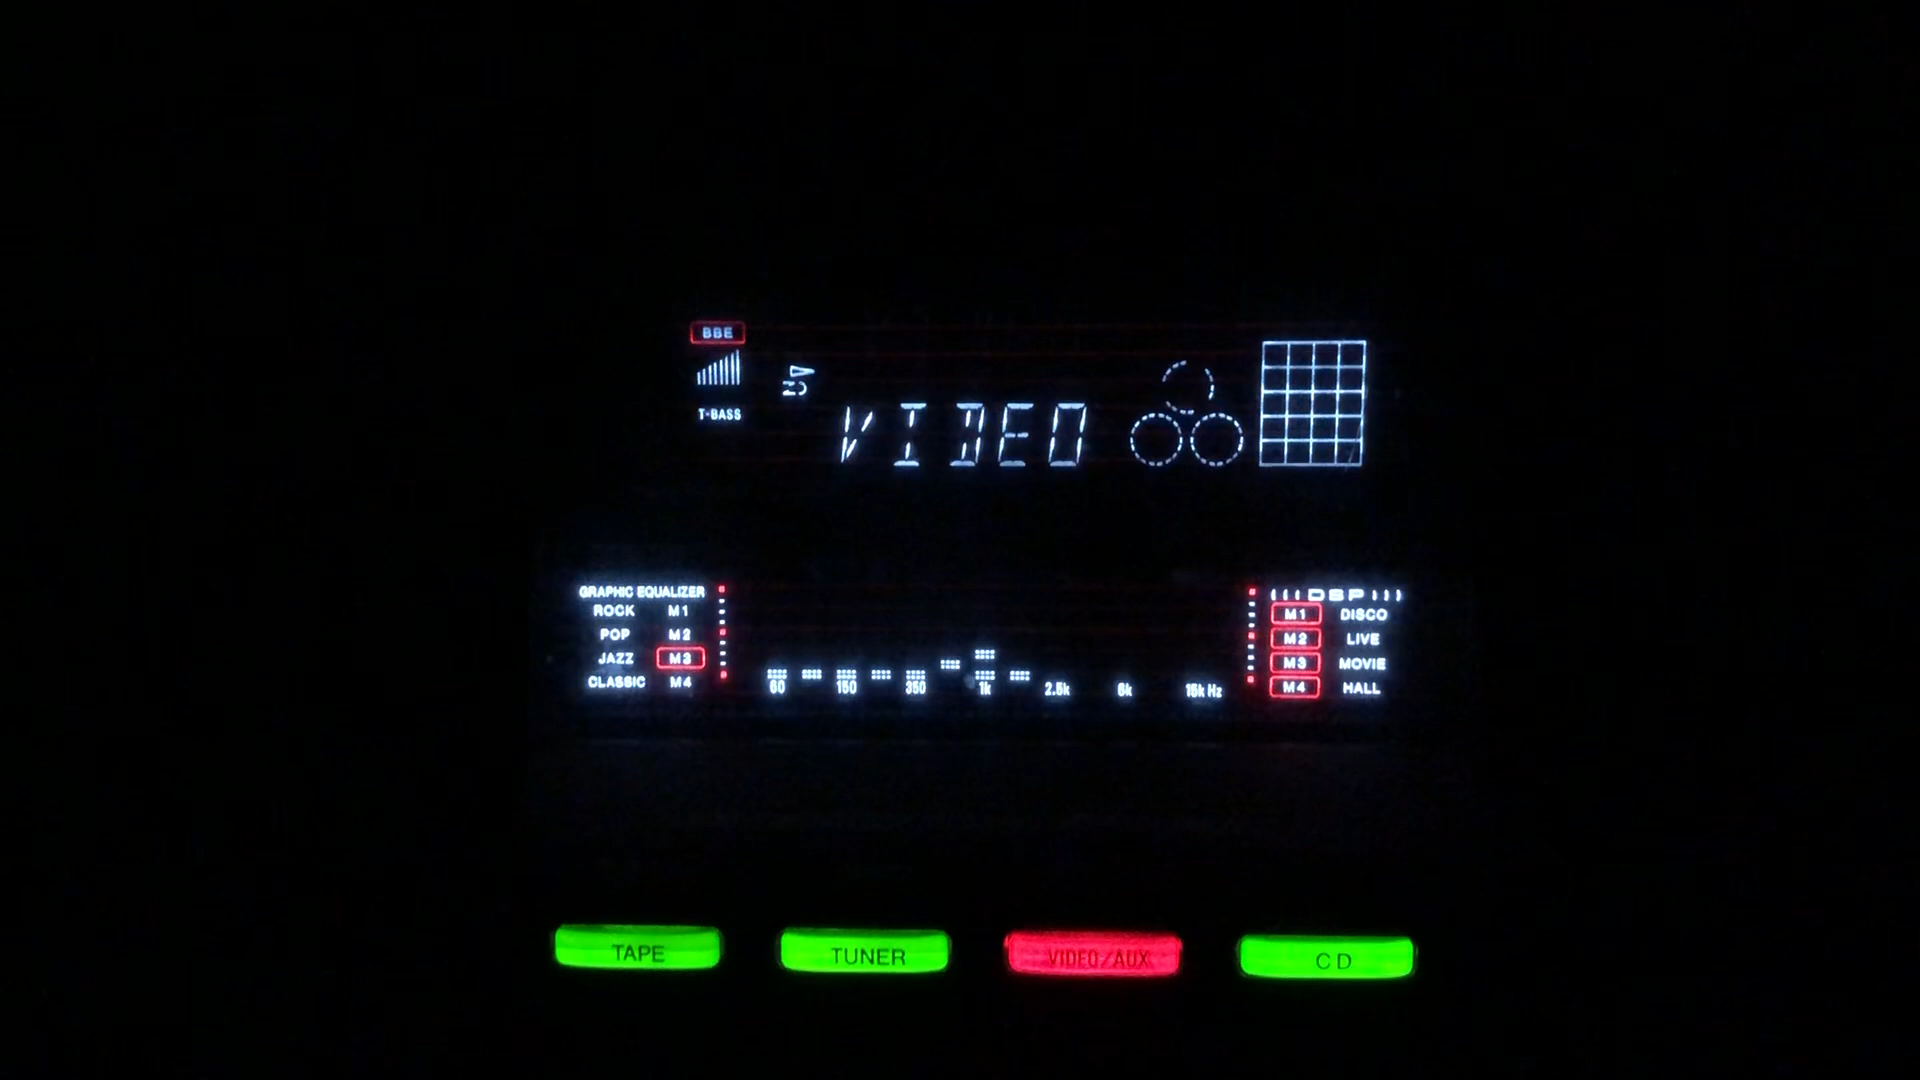 BBE
T-BASS
VIDEO
GRAPHIC EQUALIZER
ROCK M1
POP M2
JAZZ M3
CLASSIC M4
60 150 350 1k 2.5k 6k 15k Hz
DSP
M1 DISCO
M2 LIVE
M3 MOVIE
M4 HALL
TAPE TUNER VIDEO/AUX CD